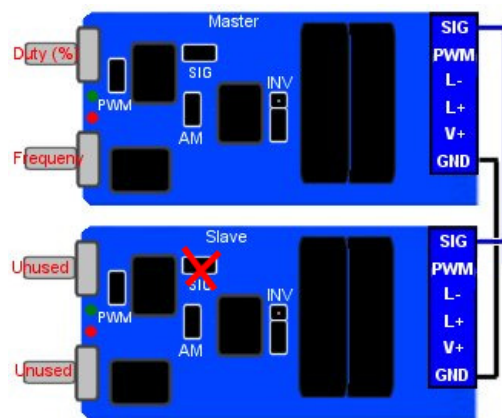 Master
Duty (%)
SIG
PWM
AM
INV
Frequeny
SIG
PWM
L-
L+
V+
GND
Slave
Unused
SIG
PWM
AM
INV
Unused
SIG
PWM
L-
L+
V+
GND